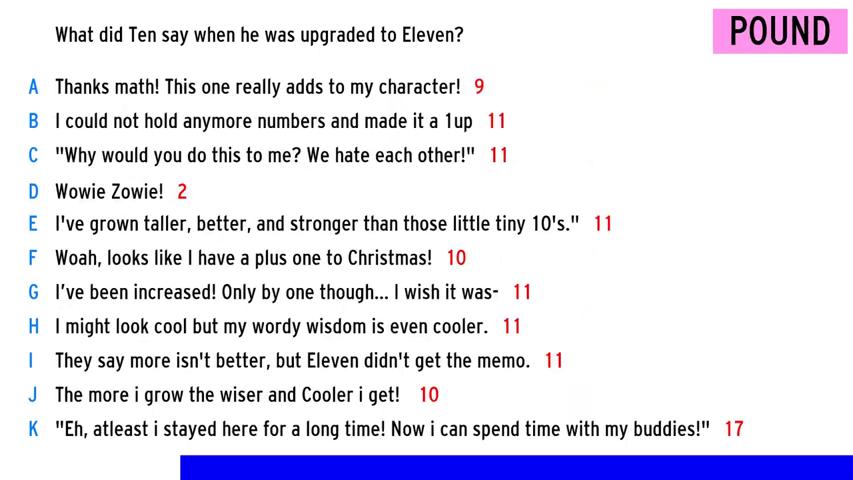 What did Ten say when he was upgraded to Eleven?
POUND
A Thanks math! This one really adds to my character! 9
B I could not hold anymore numbers and made it a 1up 11
C "Why would you do this to me? We hate each other!" 11
D Wowie Zowie! 2
E I've grown taller, better, and stronger than those little tiny 10's." 11
F Woah, looks like I have a plus one to Christmas! 10
G I've been increased! Only by one though... I wish it was- 11
H I might look cool but my wordy wisdom is even cooler. 11
I They say more isn't better, but Eleven didn't get the memo. 11
J The more i grow the wiser and Cooler i get! 10
K "Eh, atleast i stayed here for a long time! Now i can spend time with my buddies!" 17